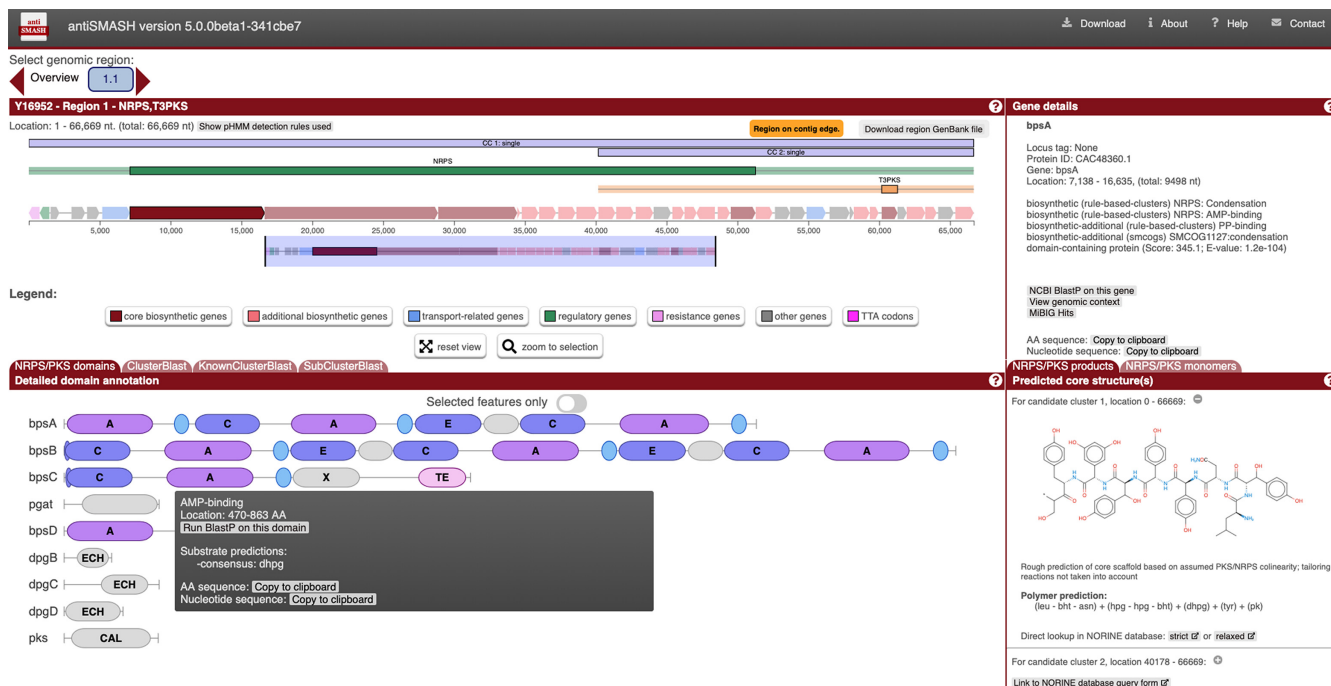 anti
SMASH
antiSMASH version 5.0.0beta1-341cbe7
Download
About
Help
Contact
Select genomic region:
Overview
1.1
Y16952 - Region 1 - NRPS,T3PKS
Location: 1 - 66,669 nt. (total: 66,669 nt) Show pHMM detection rules used
Region on contig edge.
Download region GenBank file
CC 1: single
CC 2: single
NRPS
T3PKS
5,000 10,000 15,000 20,000 25,000 30,000 35,000 40,000 45,000 50,000 55,000 60,000 65,000
Legend:
core biosynthetic genes
additional biosynthetic genes
transport-related genes
regulatory genes
resistance genes
other genes
TTA codons
reset view
zoom to selection
NRPS/PKS domains
ClusterBlast
KnownClusterBlast
SubClusterBlast
Detailed domain annotation
?
Selected features only
bpsA A C A E C A
bpsB C A E C A E C A
bpsC C A X TE
pgat
bpsD A
dpgB ECH
dpgC ECH
dpgD ECH
pks CAL
AMP-binding
Location: 470-863 AA
Run BlastP on this domain
Substrate predictions:
-consensus: dhpg
AA sequence: Copy to clipboard
Nucleotide sequence: Copy to clipboard
Gene details
?
bpsA
Locus tag: None
Protein ID: CAC48360.1
Gene: bpsA
Location: 7,138 - 16,635, (total: 9498 nt)
biosynthetic (rule-based-clusters) NRPS: Condensation
biosynthetic (rule-based-clusters) NRPS: AMP-binding
biosynthetic-additional (rule-based-clusters) PP-binding
biosynthetic-additional (smcogs) SMCOG1127:condensation
domain-containing protein (Score: 345.1; E-value: 1.2e-104)
NCBI BlastP on this gene
View genomic context
MiBIG Hits
AA sequence: Copy to clipboard
Nucleotide sequence: Copy to clipboard
NRPS/PKS products
NRPS/PKS monomers
Predicted core structure(s)
?
For candidate cluster 1, location 0 - 66669:
Rough prediction of core scaffold based on assumed PKS/NRPS colinearity; tailoring
reactions not taken into account
Polymer prediction:
(leu - bht - asn) + (hpg - hpg - bht) + (dhpg) + (tyr) + (pk)
Direct lookup in NORINE database: strict or relaxed
For candidate cluster 2, location 40178 - 66669:
Link to NORINE database query form